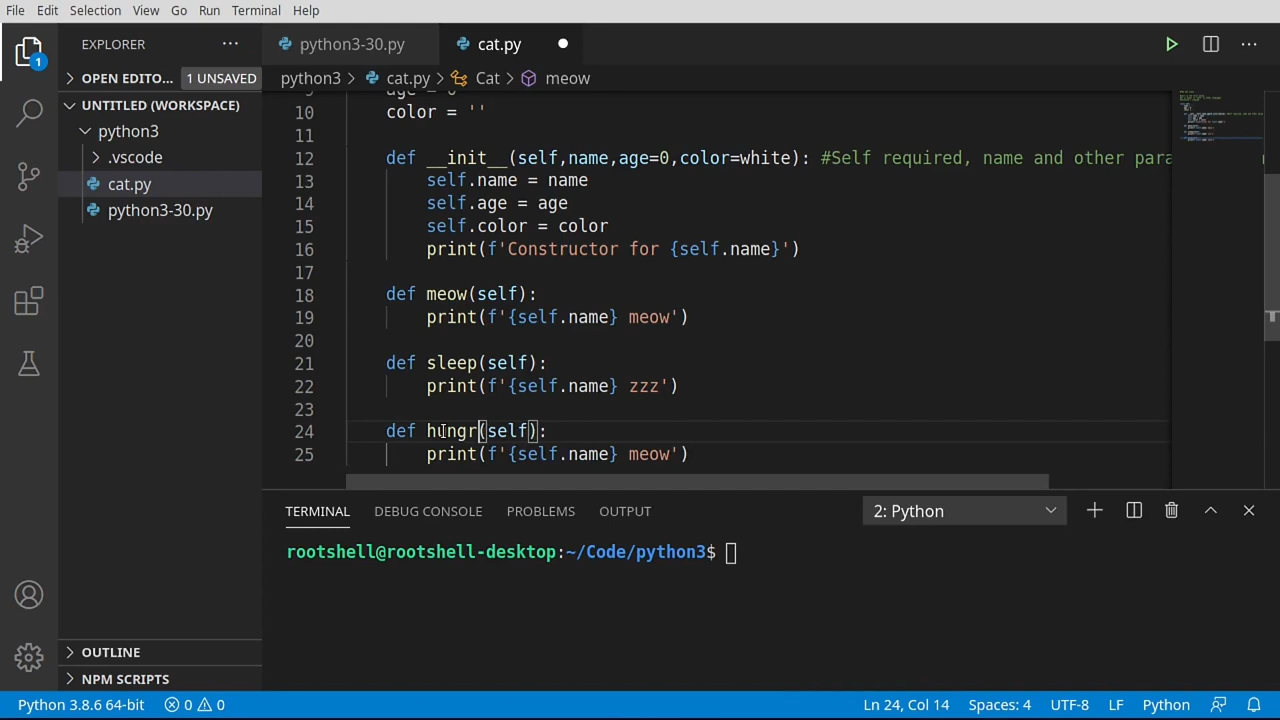 File Edit Selection View Go Run Terminal Help
EXPLORER
python3-30.py
cat.py
OPEN EDITO... 1 UNSAVED
python3 > cat.py > Cat > meow
UNTITLED (WORKSPACE)
python3
.vscode
cat.py
python3-30.py
10 color = ''
11
12 def __init__(self,name,age=0,color=white): #Self required, name and other para
13 self.name = name
14 self.age = age
15 self.color = color
16 print(f'Constructor for {self.name}')
17
18 def meow(self):
19 print(f'{self.name} meow')
20
21 def sleep(self):
22 print(f'{self.name} zzz')
23
24 def hungr(self):
25 print(f'{self.name} meow')
TERMINAL DEBUG CONSOLE PROBLEMS OUTPUT 2: Python
rootshell@rootshell-desktop:~/Code/python3$
OUTLINE
NPM SCRIPTS
1
Python 3.8.6 64-bit 0 0 Ln 24, Col 14 Spaces: 4 UTF-8 LF Python